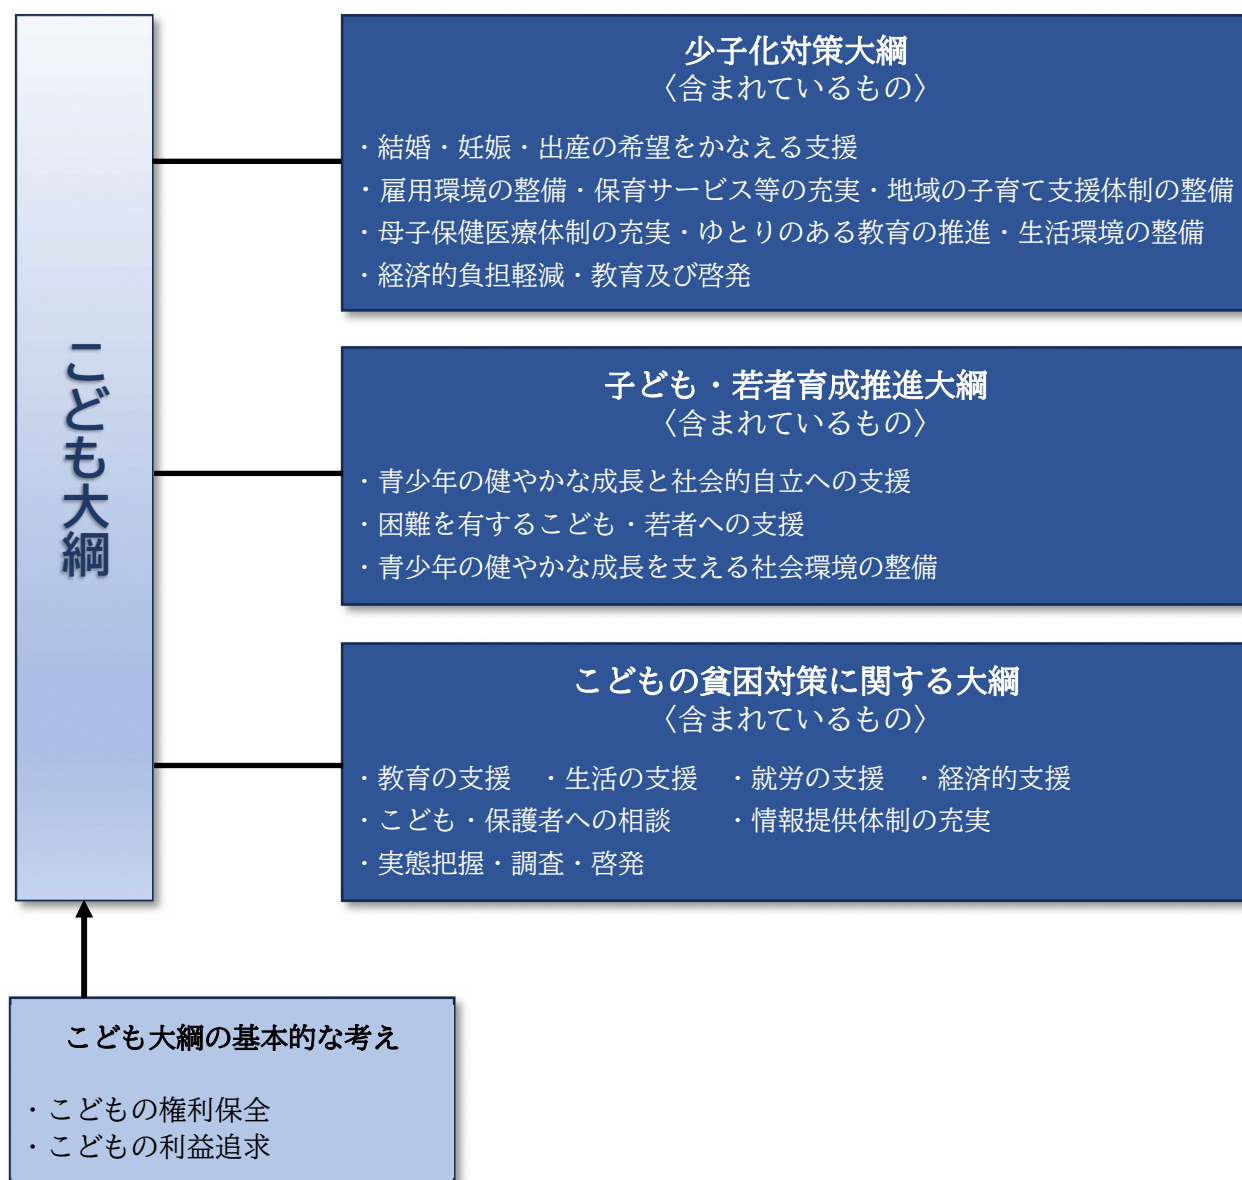 こども大綱
少子化対策大綱
〈含まれているもの〉
・結婚・妊娠・出産の希望をかなえる支援
・雇用環境の整備・保育サービス等の充実・地域の子育て支援体制の整備
・母子保健医療体制の充実・ゆとりのある教育の推進・生活環境の整備
・経済的負担軽減・教育及び啓発
子ども・若者育成推進大綱
〈含まれているもの〉
・青少年の健やかな成長と社会的自立への支援
・困難を有するこども・若者への支援
・青少年の健やかな成長を支える社会環境の整備
こどもの貧困対策に関する大綱
〈含まれているもの〉
・教育の支援　・生活の支援　・就労の支援　・経済的支援
・こども・保護者への相談　　・情報提供体制の充実
・実態把握・調査・啓発
こども大綱の基本的な考え
・こどもの権利保全
・こどもの利益追求